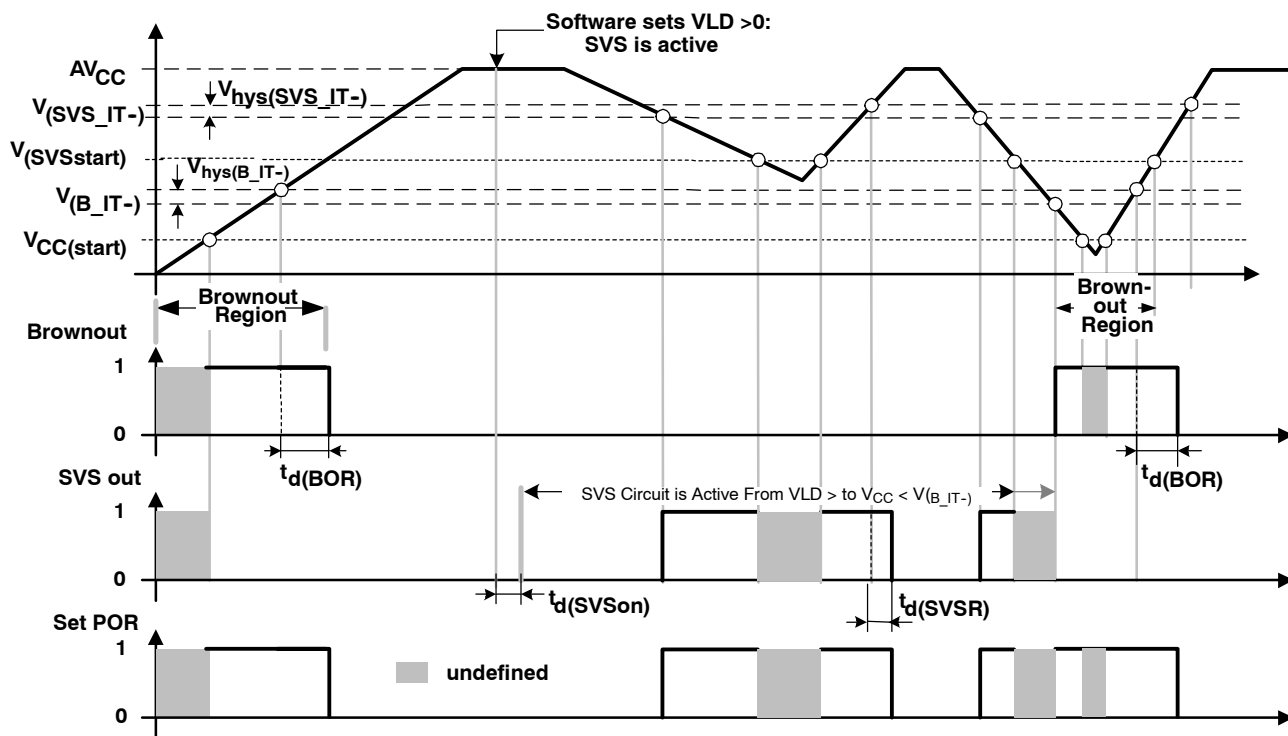 Software sets VLD >0:
SVS is active
AVCC
Vhys(SVS_IT-)
V(SVS_IT-)
V(SVSstart)
Vhys(B_IT-)
V(B_IT-)
VCC(start)
Brownout
Region
Brown-
out
Region
Brownout
1
0
td(BOR)
td(BOR)
SVS out
SVS Circuit is Active From VLD > to VCC < V(B_IT-)
1
0
td(SVSon)
td(SVSR)
Set POR
1
undefined
0